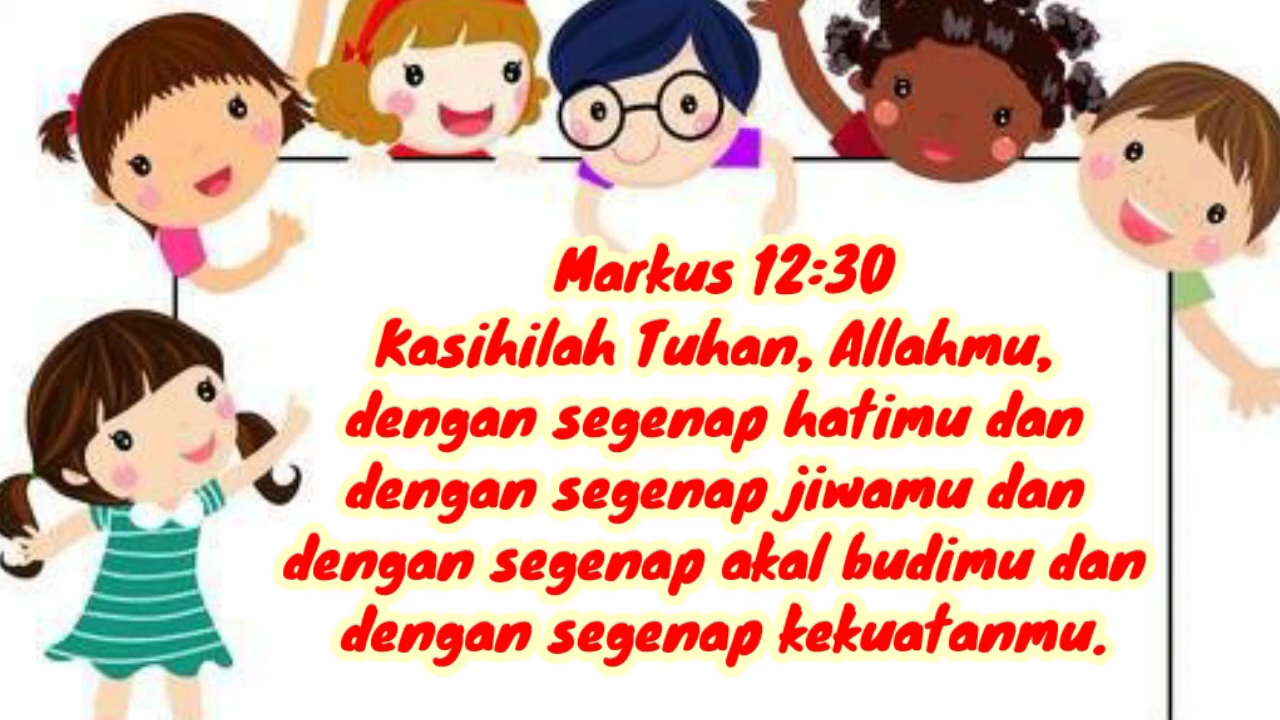 Markus 12:30
Kasihilah Tuhan, Allahmu,
dengan segenap hatimu dan
dengan segenap jiwamu dan
dengan segenap akal budimu dan
dengan segenap kekuatanmu.